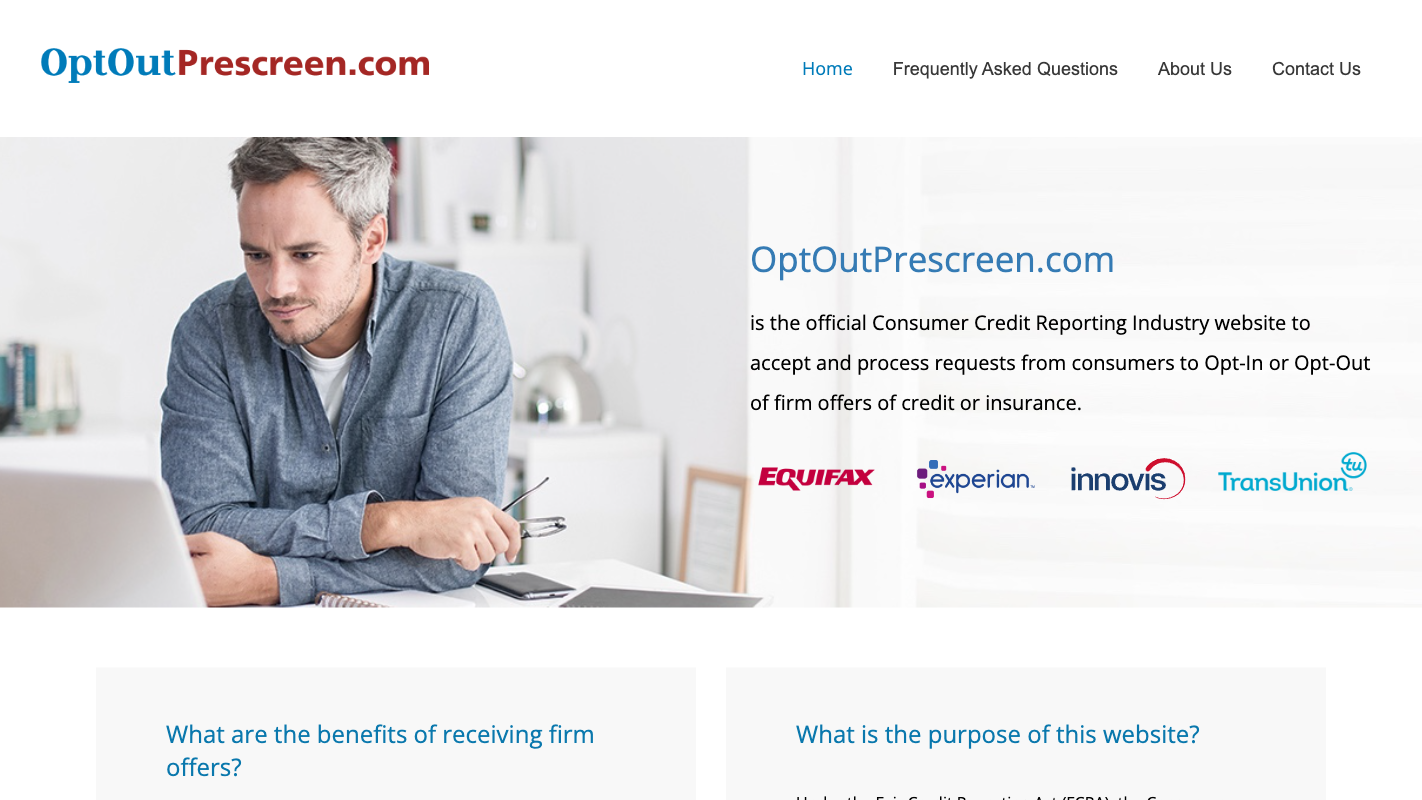 OptOutPrescreen.com
Home Frequently Asked Questions About Us Contact Us
OptOutPrescreen.com
is the official Consumer Credit Reporting Industry website to
accept and process requests from consumers to Opt-In or Opt-Out
of firm offers of credit or insurance.
EQUIFAX experian innovis TransUnion tu
What are the benefits of receiving firm
offers?
What is the purpose of this website?